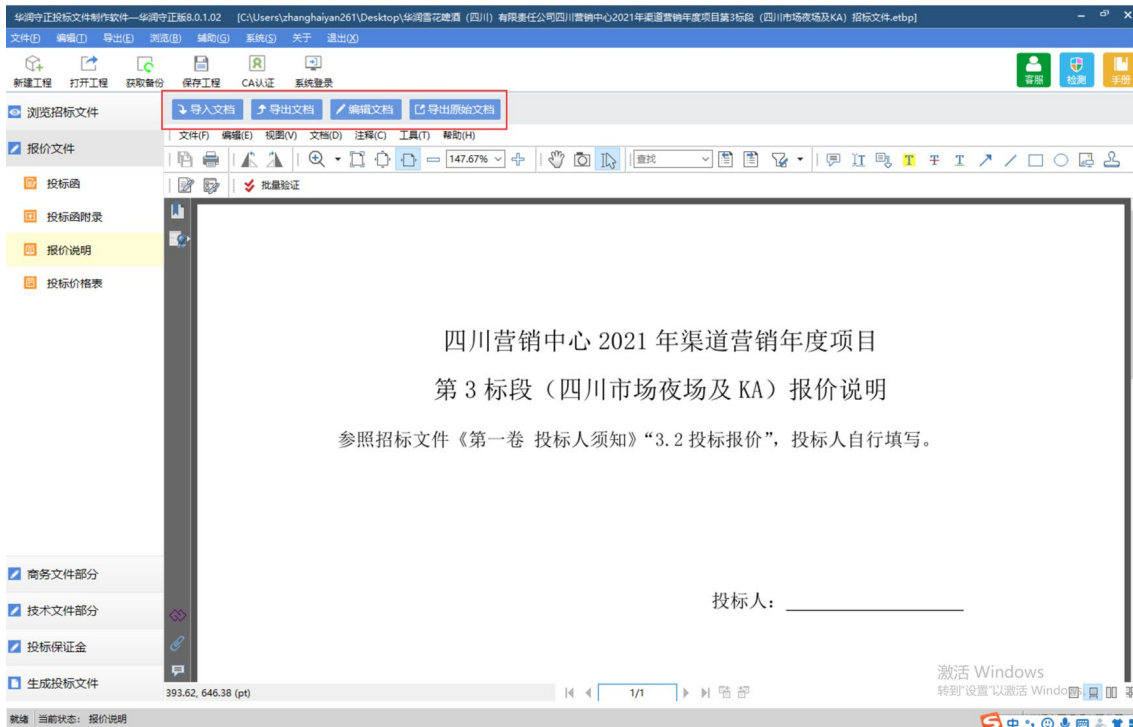 华润守正投标文件制作软件—华润守正版8.0.1.02 [C:\Users\zhanghaiyan261\Desktop\华润雪花啤酒（四川）有限责任公司四川营销中心2021年渠道营销年度项目第3标段（四川市场夜场及KA）招标文件.etbp]
文件(F) 编辑(I) 导出(E) 浏览(B) 辅助(G) 系统(S) 关于 退出(X)
新建工程 打开工程 获取备份 保存工程 CA认证 系统登录 客服 检测 手册
浏览招标文件
导入文档 导出文档 编辑文档 导出原始文档
文件(F) 编辑(E) 视图(V) 文档(D) 注释(C) 工具(T) 帮助(H)
报价文件
147.67% 查找
投标函
批量验证
投标函附录
报价说明
投标价格表
四川营销中心 2021 年渠道营销年度项目
第 3 标段（四川市场夜场及 KA）报价说明
参照招标文件《第一卷 投标人须知》“3.2 投标报价”，投标人自行填写。
投标人：
商务文件部分
技术文件部分
投标保证金
生成投标文件
激活 Windows
转到"设置"以激活 Windo
393.62, 646.38 (pt) 1/1
就绪 当前状态： 报价说明
中